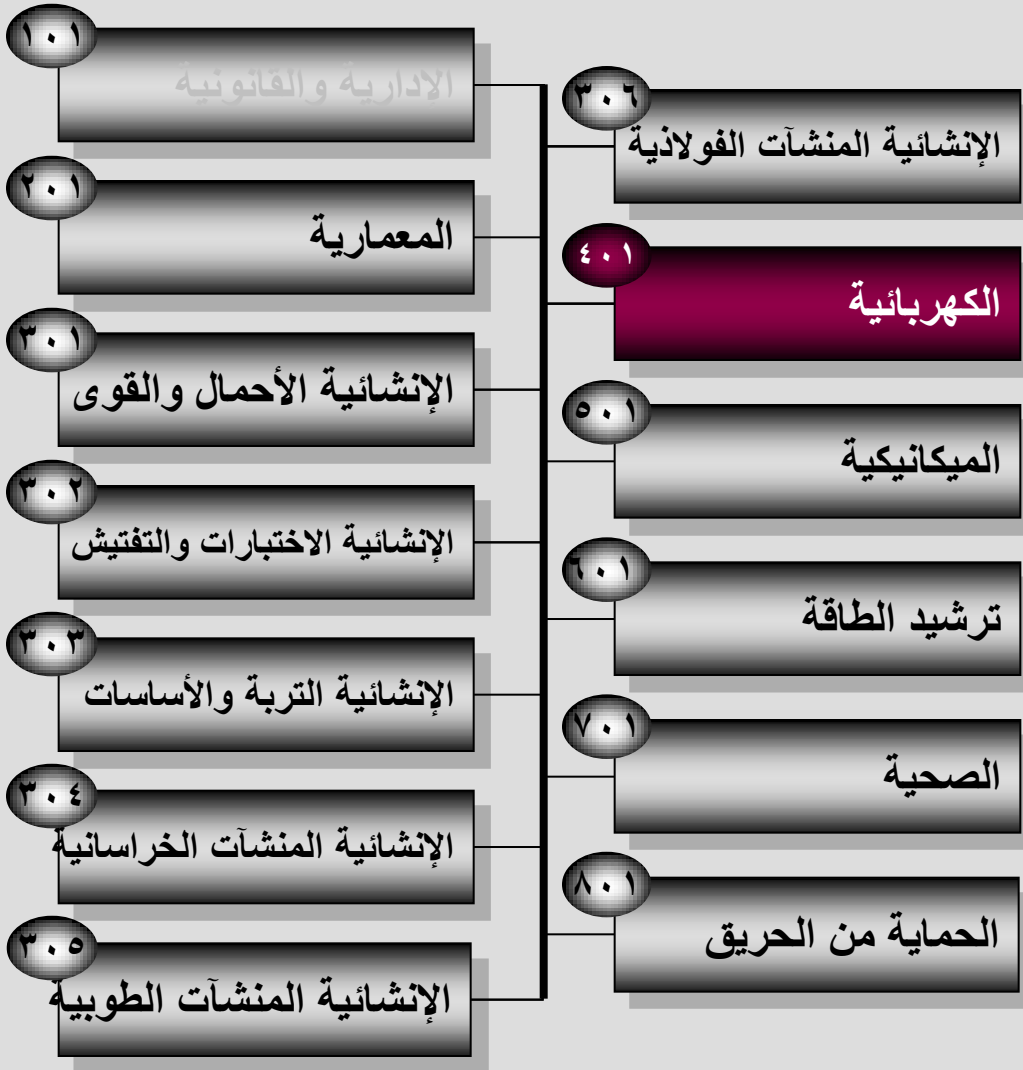 ١٠١
الادارية والقانونية
٢٠١
المعمارية
٣٠١
الإنشائية الأحمال والقوى
٣٠٢
الإنشائية الاختبارات والتفتيش
٣٠٣
الإنشائية التربة والأساسات
٣٠٤
الإنشائية المنشآت الخراسانية
٣٠٥
الإنشائية المنشآت الطوبية
٣٠٦
الإنشائية المنشآت الفولاذية
٤٠١
الكهربائية
٥٠١
الميكانيكية
٦٠١
ترشيد الطاقة
٧٠١
الصحية
٨٠١
الحماية من الحريق